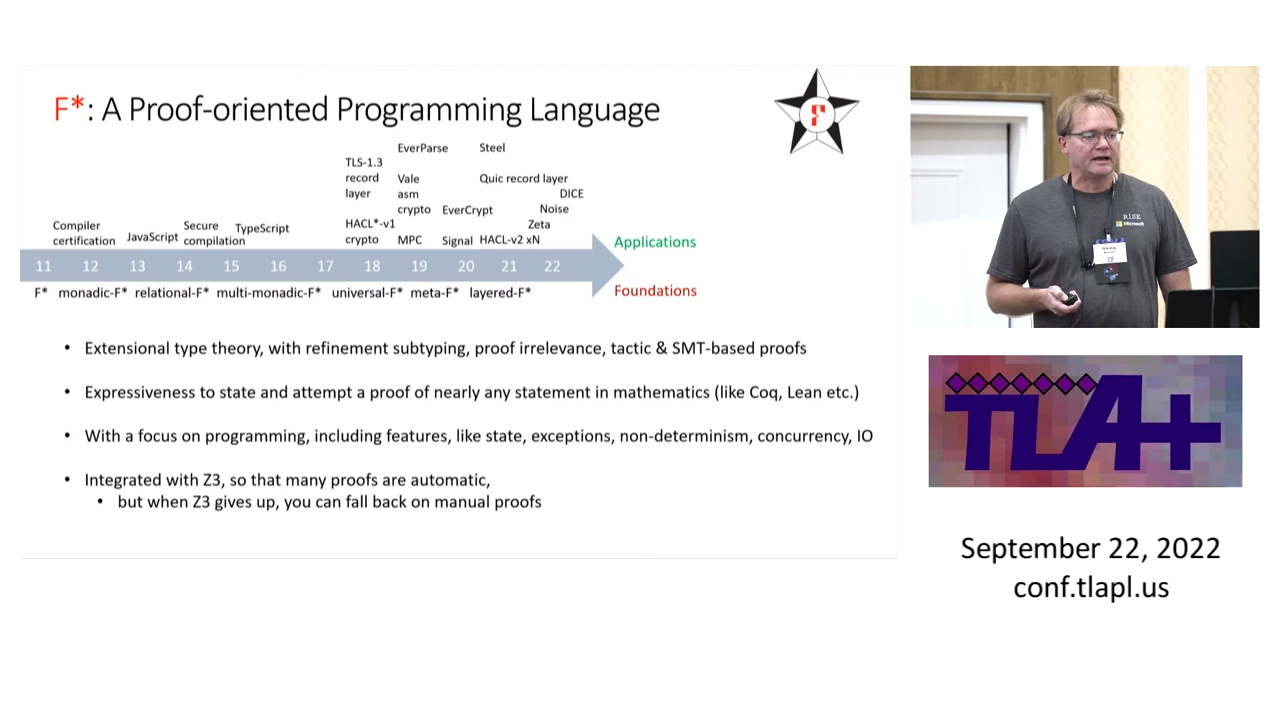 F*: A Proof-oriented Programming Language
F
EverParse
Steel
TLS-1.3
record
layer
Vale
asm
crypto
Quic record layer
DICE
Noise
EverCrypt
Zeta
Compiler
certification
JavaScript
Secure
compilation
TypeScript
HACL*-v1
crypto
MPC
Signal
HACL-v2 xN
Applications
11 12 13 14 15 16 17 18 19 20 21 22
F* monadic-F* relational-F* multi-monadic-F* universal-F* meta-F* layered-F*
Foundations
• Extensional type theory, with refinement subtyping, proof irrelevance, tactic & SMT-based proofs
• Expressiveness to state and attempt a proof of nearly any statement in mathematics (like Coq, Lean etc.)
• With a focus on programming, including features, like state, exceptions, non-determinism, concurrency, IO
• Integrated with Z3, so that many proofs are automatic,
• but when Z3 gives up, you can fall back on manual proofs
RiSE
Microsoft
TLA+
September 22, 2022
conf.tlapl.us